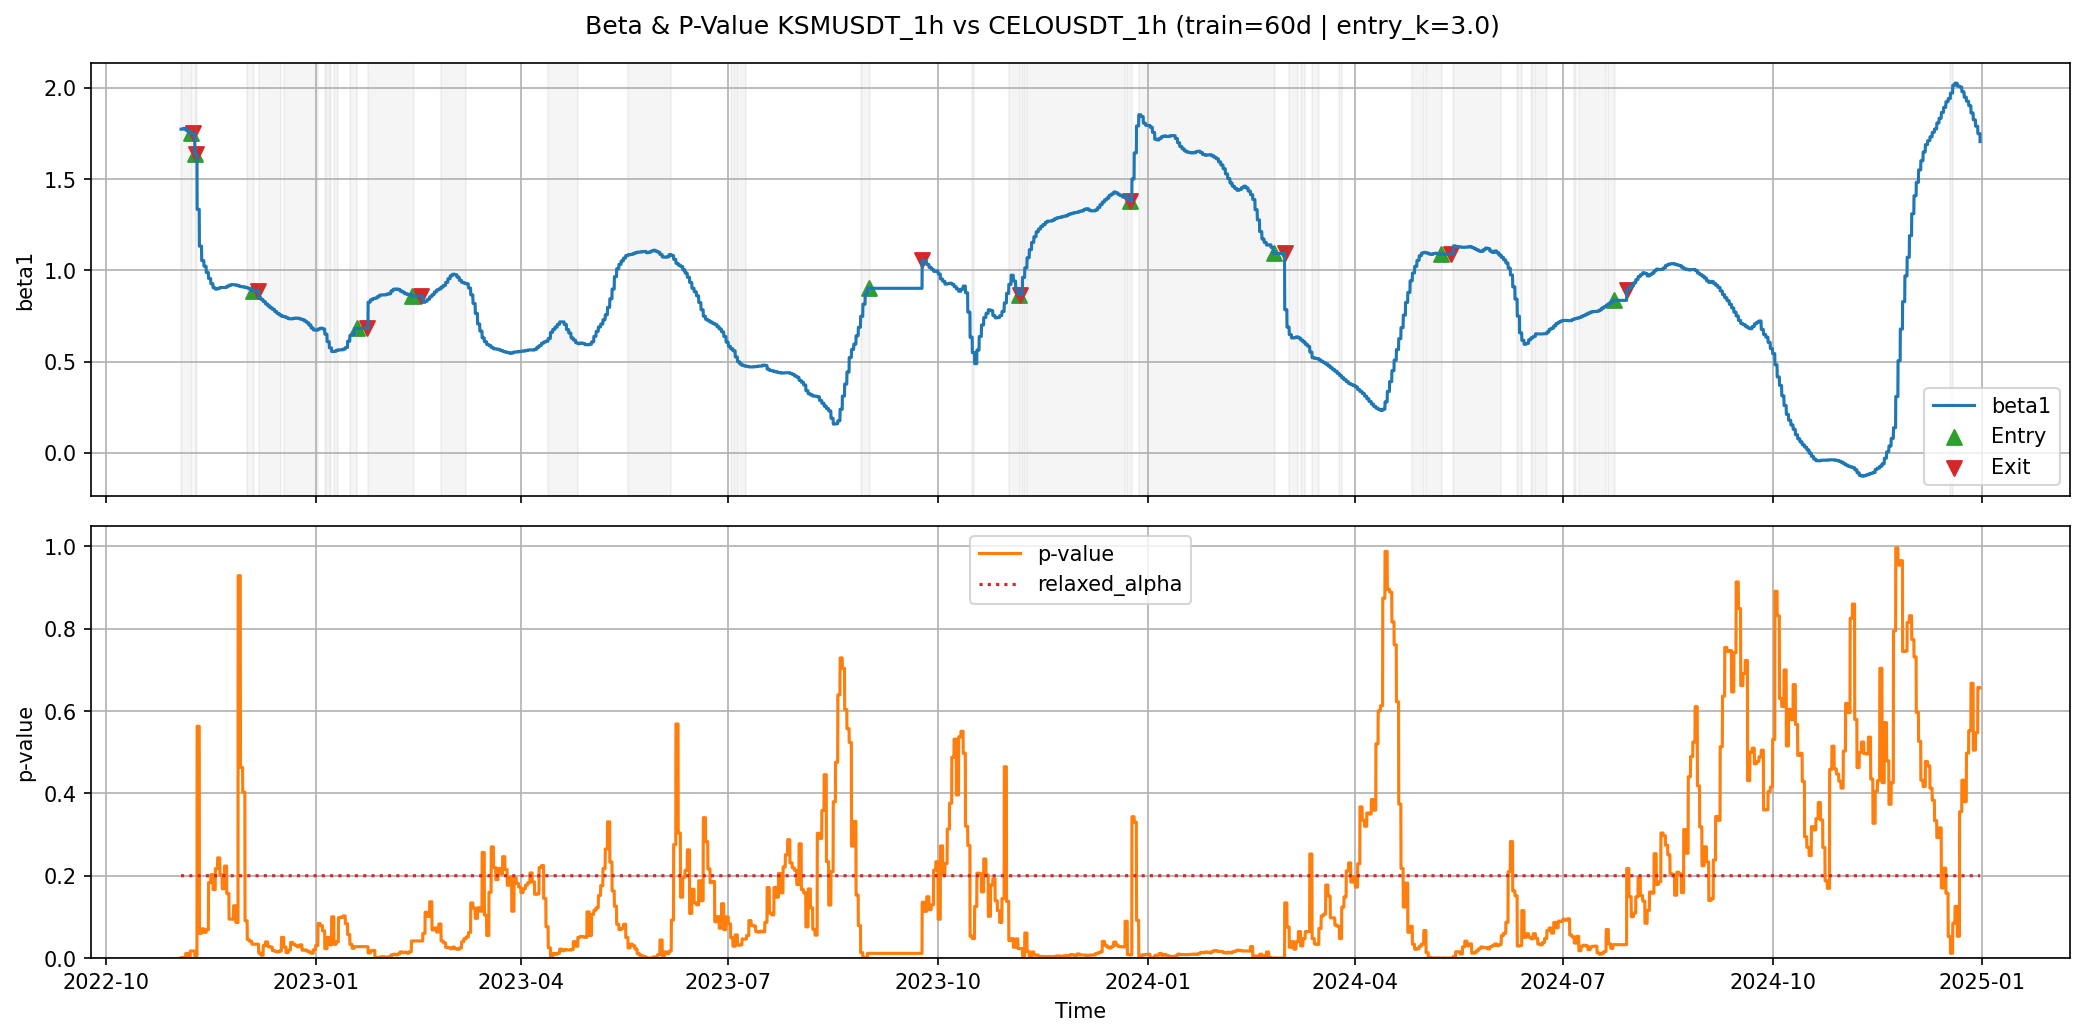 Beta & P-Value KSMUSDT_1h vs CELOUSDT_1h (train=60d | entry_k=3.0)
2.0
1.5
1.0
0.5
0.0
beta1
beta1
Entry
Exit
1.0
0.8
0.6
0.4
0.2
0.0
p-value
p-value
relaxed_alpha
2022-10 2023-01 2023-04 2023-07 2023-10 2024-01 2024-04 2024-07 2024-10 2025-01
Time